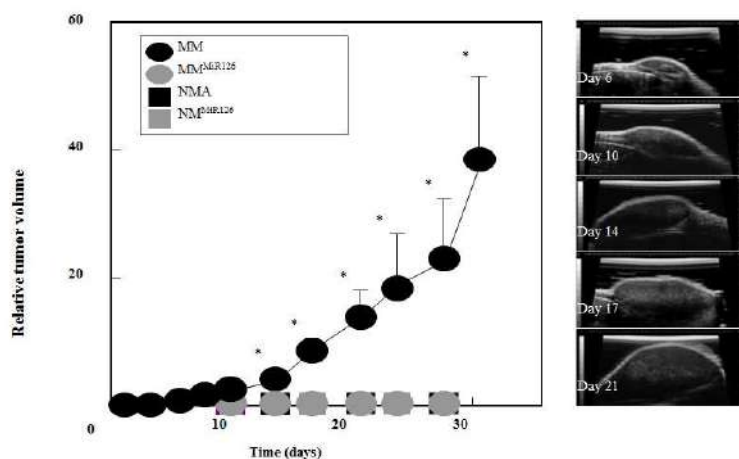 60
40
20
0
10
20
30
Relative tumor volume
Time (days)
MM
MM^MiR126
NMA
NM^MiR126
*
*
*
*
*
*
*
Day 6
Day 10
Day 14
Day 17
Day 21